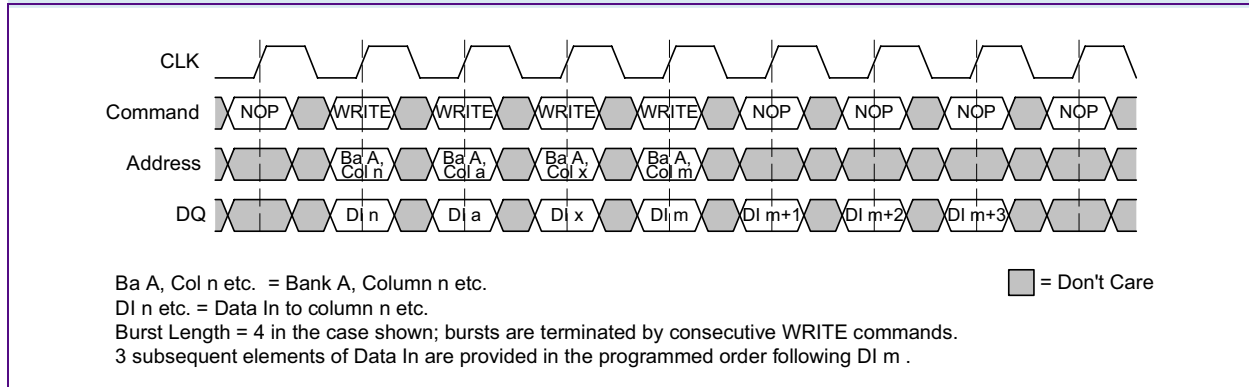 CLK
Command NOP WRITE WRITE WRITE WRITE NOP NOP NOP NOP
Address Ba A, Col n Ba A, Col a Ba A, Col x Ba A, Col m
DQ DI n DI a DI x DI m DI m+1 DI m+2 DI m+3
Ba A, Col n etc. = Bank A, Column n etc.
= Don't Care
DI n etc. = Data In to column n etc.
Burst Length = 4 in the case shown; bursts are terminated by consecutive WRITE commands.
3 subsequent elements of Data In are provided in the programmed order following DI m .